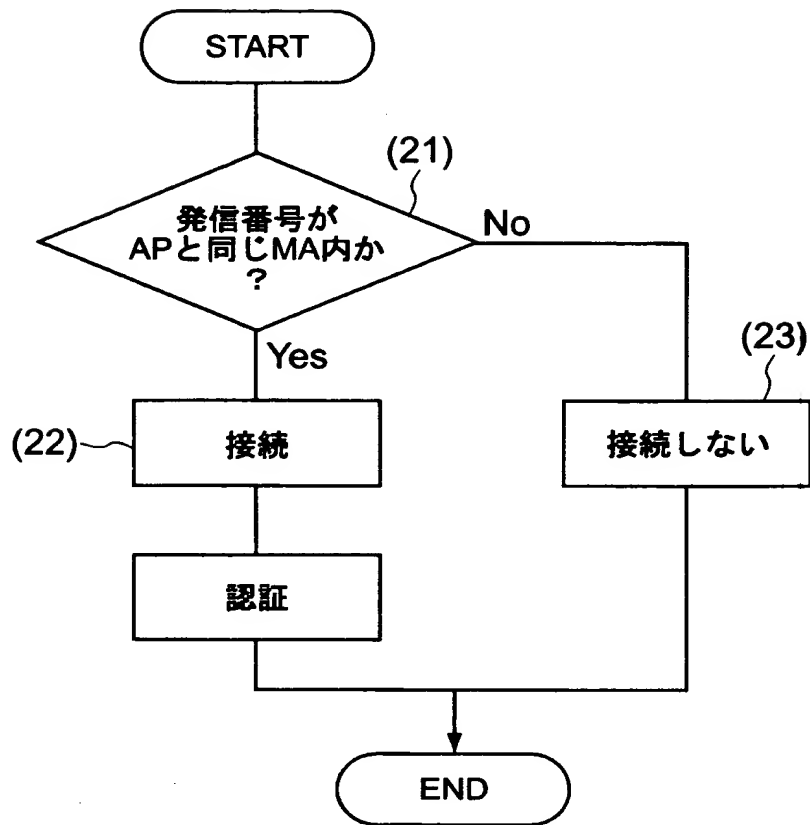 START
(21)
発信番号が
APと同じMA内か
?
No
Yes
(23)
(22)
接続
接続しない
認証
END